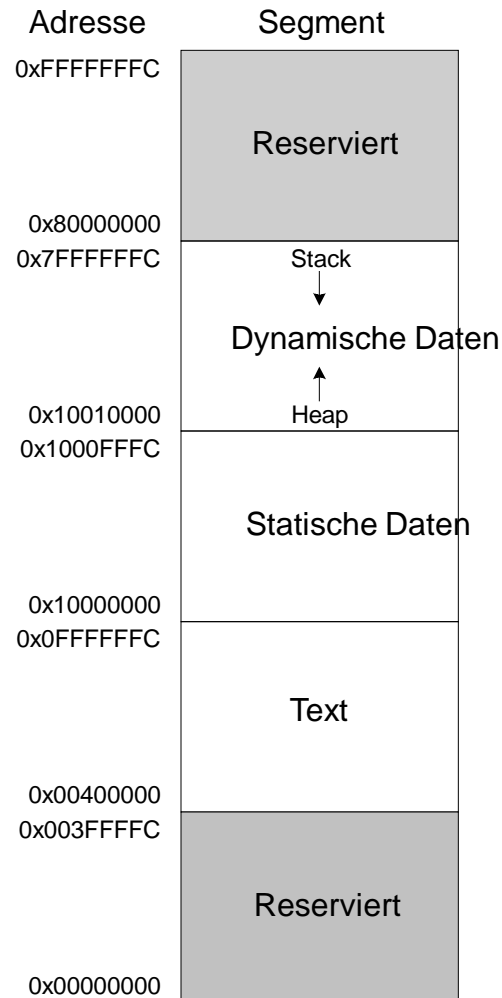 Adresse Segment
0xFFFFFFFC
Reserviert
0x80000000
0x7FFFFFFC Stack
Dynamische Daten
0x10010000 Heap
0x1000FFFC
Statische Daten
0x10000000
0x0FFFFFFC
Text
0x00400000
0x003FFFFC
Reserviert
0x00000000